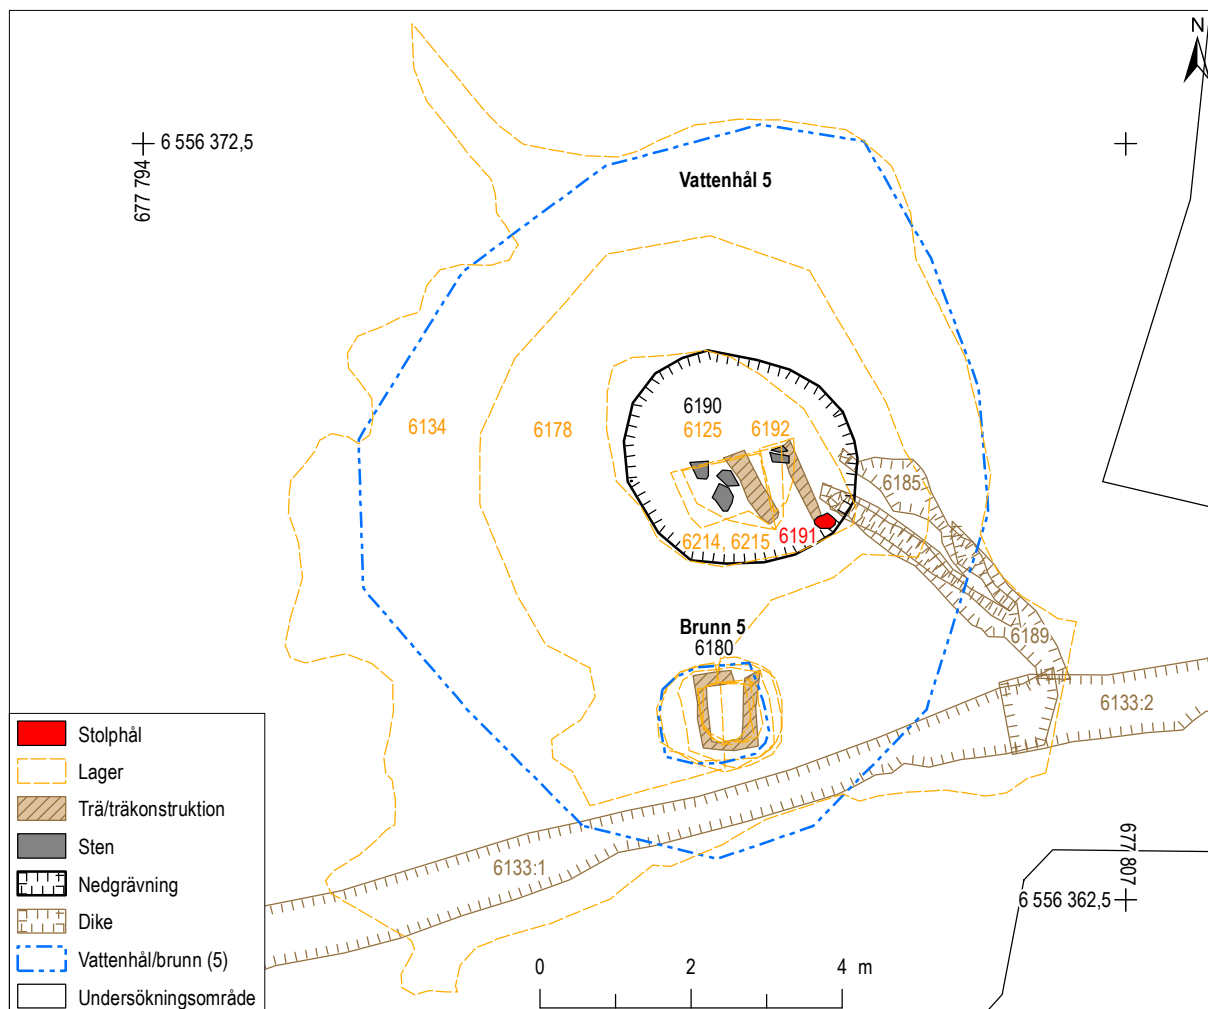 N
6 556 372,5
677 794
Vattenhål 5
6190
6134
6178
6125
6192
6185
6214, 6215
6191
Brunn 5
6180
6189
6133:2
6133:1
677 807
6 556 362,5
Stolphål
Lager
Trä/träkonstruktion
Sten
Nedgrävning
Dike
Vattenhål/brunn (5)
Undersökningsområde
0 2 4 m